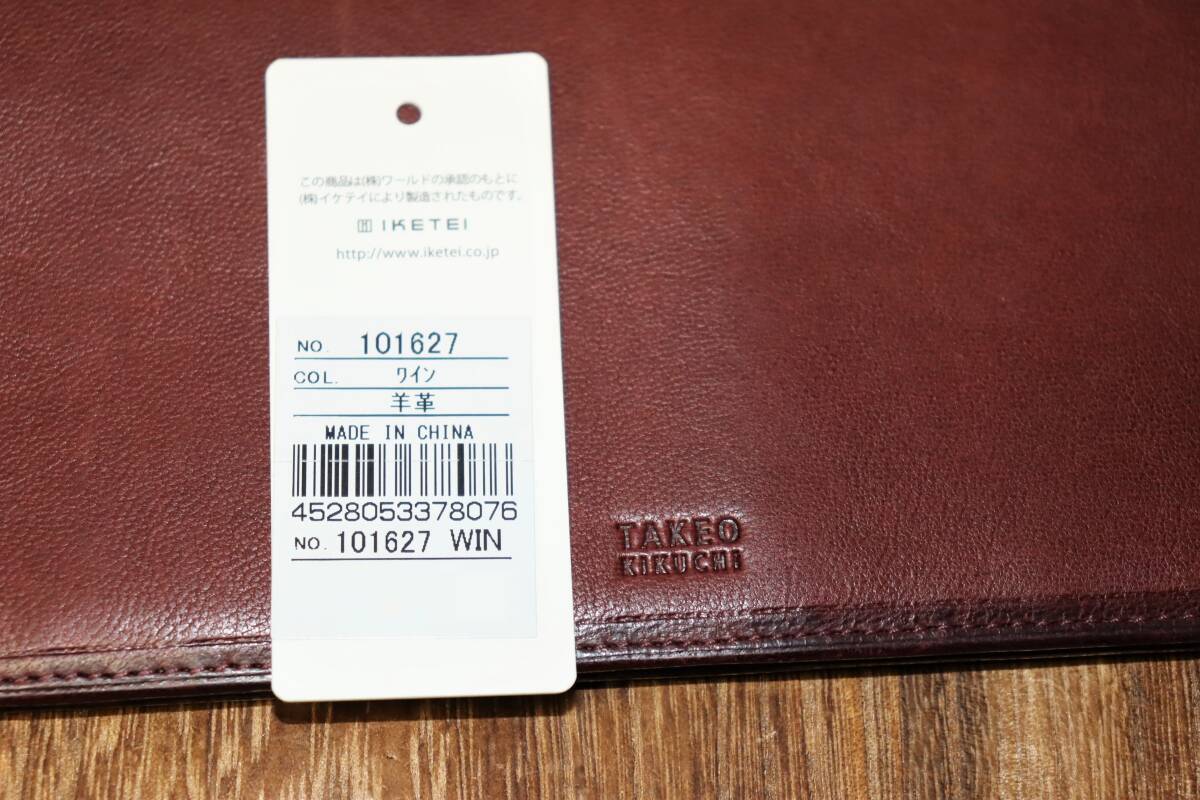 この商品は(株)ワールドの承認のもとに
(株)イケテイにより製造されたものです。
IKETEI
http://www.iketei.co.jp
NO. 101627
COL. ﾜｲﾝ
羊革
MADE IN CHINA
4528053378076
NO. 101627 WIN
TAKEO
KIKUCHI